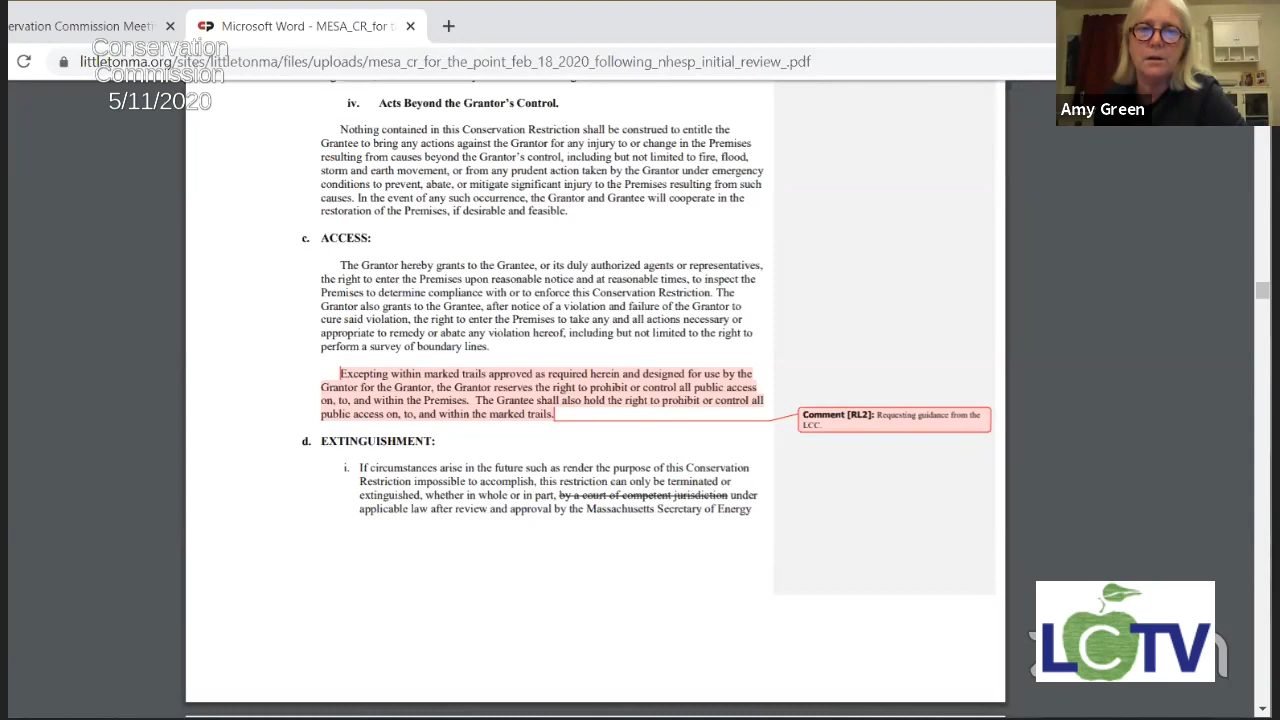 servation Commission Meeti
Microsoft Word - MESA_CR_for t
Conservation
Commission
5/11/2020
littletonma.org/sites/littletonma/files/uploads/mesa_cr_for_the_point_feb_18_2020_following_nhesp_initial_review_.pdf
Amy Green
iv. Acts Beyond the Grantor's Control.
Nothing contained in this Conservation Restriction shall be construed to entitle the
Grantee to bring any actions against the Grantor for any injury to or change in the Premises
resulting from causes beyond the Grantor's control, including but not limited to fire, flood,
storm and earth movement, or from any prudent action taken by the Grantor under emergency
conditions to prevent, abate, or mitigate significant injury to the Premises resulting from such
causes. In the event of any such occurrence, the Grantor and Grantee will cooperate in the
restoration of the Premises, if desirable and feasible.
c. ACCESS:
The Grantor hereby grants to the Grantee, or its duly authorized agents or representatives,
the right to enter the Premises upon reasonable notice and at reasonable times, to inspect the
Premises to determine compliance with or to enforce this Conservation Restriction. The
Grantor also grants to the Grantee, after notice of a violation and failure of the Grantor to
cure said violation, the right to enter the Premises to take any and all actions necessary or
appropriate to remedy or abate any violation hereof, including but not limited to the right to
perform a survey of boundary lines.
Excepting within marked trails approved as required herein and designed for use by the
Grantor for the Grantor, the Grantor reserves the right to prohibit or control all public access
on, to, and within the Premises. The Grantee shall also hold the right to prohibit or control all
public access on, to, and within the marked trails.
Comment [RL2]: Requesting guidance from the
LCC.
d. EXTINGUISHMENT:
i. If circumstances arise in the future such as render the purpose of this Conservation
Restriction impossible to accomplish, this restriction can only be terminated or
extinguished, whether in whole or in part, by a court of competent jurisdiction under
applicable law after review and approval by the Massachusetts Secretary of Energy
LCTV